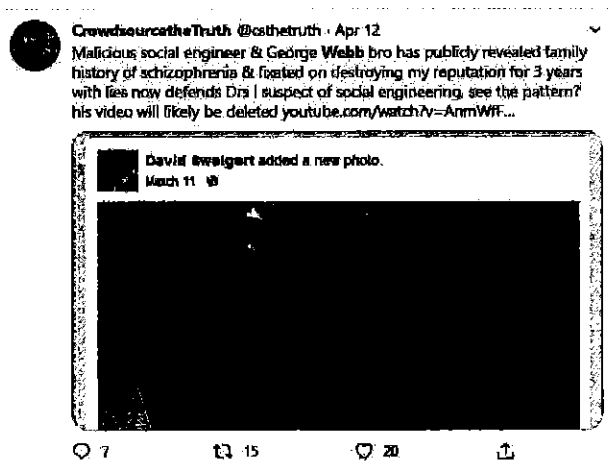 CrowdsourcetheTruth @csthetruth · Apr 12
Malicious social engineer & George Webb bro has publicly revealed family
history of schizophrenia & fixated on destroying my reputation for 3 years
with lies now defends Drs I suspect of social engineering, see the pattern?
his video will likely be deleted youtube.com/watch?v=AnmWfF...
David Sweigert added a new photo.
March 11
7 15 20